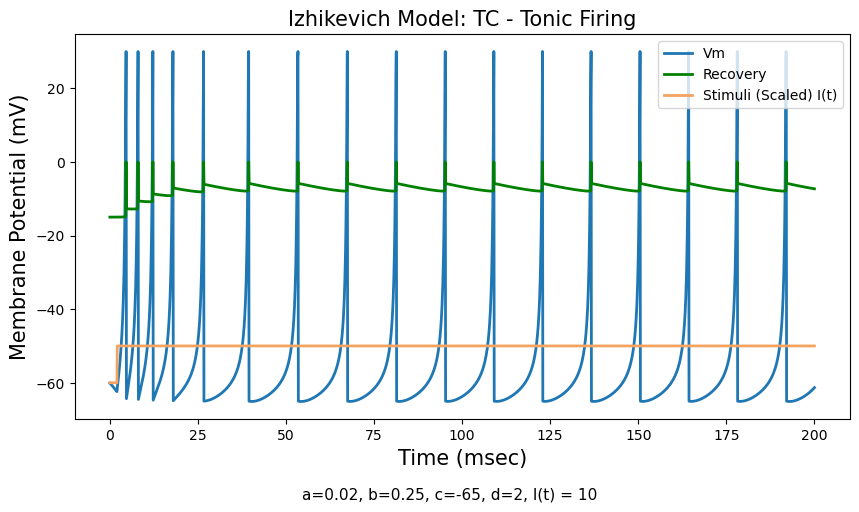 Izhikevich Model: TC - Tonic Firing
Vm
Recovery
Stimuli (Scaled) I(t)
Membrane Potential (mV)
20
0
−20
−40
−60
0 25 50 75 100 125 150 175 200
Time (msec)
a=0.02, b=0.25, c=-65, d=2, I(t) = 10